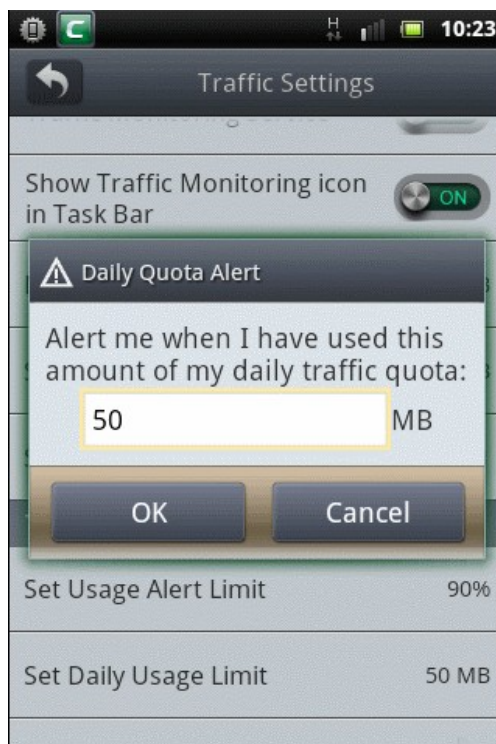 H
10:23
Traffic Settings
Show Traffic Monitoring icon
in Task Bar
ON
Daily Quota Alert
Alert me when I have used this
amount of my daily traffic quota:
50 MB
OK Cancel
Set Usage Alert Limit 90%
Set Daily Usage Limit 50 MB